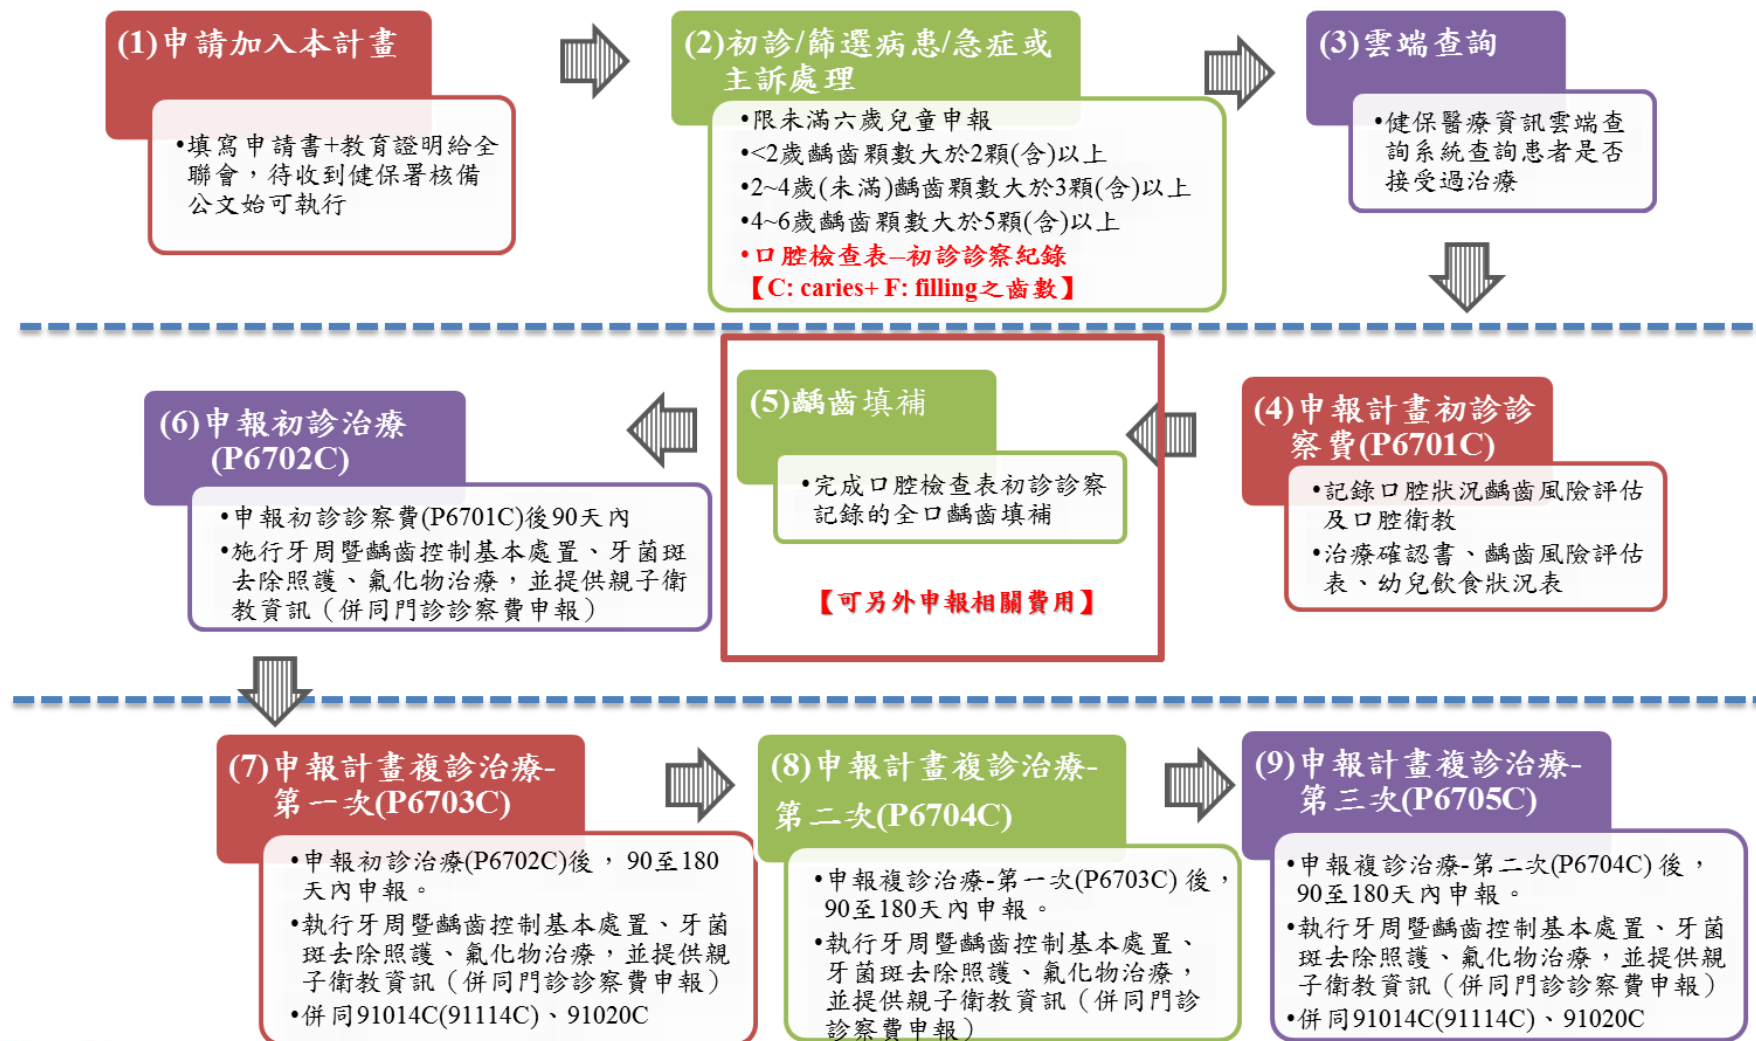 (1)申請加入本計畫
•填寫申請書+教育證明給全
聯會，待收到健保署核備
公文始可執行
(2)初診/篩選病患/急症或
主訴處理
•限未滿六歲兒童申報
•<2歲齲齒顆數大於2顆(含)以上
•2~4歲(未滿)齲齒顆數大於3顆(含)以上
•4~6歲齲齒顆數大於5顆(含)以上
•口腔檢查表–初診診察紀錄
【C: caries+ F: filling之齒數】
(3)雲端查詢
•健保醫療資訊雲端查
詢系統查詢患者是否
接受過治療
(4)申報計畫初診診
察費(P6701C)
•記錄口腔狀況齲齒風險評估
及口腔衛教
•治療確認書、齲齒風險評估
表、幼兒飲食狀況表
(5)齲齒填補
•完成口腔檢查表初診診察
記錄的全口齲齒填補
【可另外申報相關費用】
(6)申報初診治療
(P6702C)
•申報初診診察費(P6701C)後90天內
•施行牙周暨齲齒控制基本處置、牙菌斑
去除照護、氟化物治療，並提供親子衛
教資訊（併同門診診察費申報）
(7)申報計畫複診治療-
第一次(P6703C)
•申報初診治療(P6702C)後，90至180
天內申報。
•執行牙周暨齲齒控制基本處置、牙菌
斑去除照護、氟化物治療，並提供親
子衛教資訊（併同門診診察費申報）
•併同91014C(91114C)、91020C
(8)申報計畫複診治療-
第二次(P6704C)
•申報複診治療-第一次(P6703C) 後，
90至180天內申報。
•執行牙周暨齲齒控制基本處置、
牙菌斑去除照護、氟化物治療，
並提供親子衛教資訊（併同門診
診察費申報）
(9)申報計畫複診治療-
第三次(P6705C)
•申報複診治療-第二次(P6704C) 後，
90至180天內申報。
•執行牙周暨齲齒控制基本處置、牙菌
斑去除照護、氟化物治療，並提供親
子衛教資訊（併同門診診察費申報）
•併同91014C(91114C)、91020C